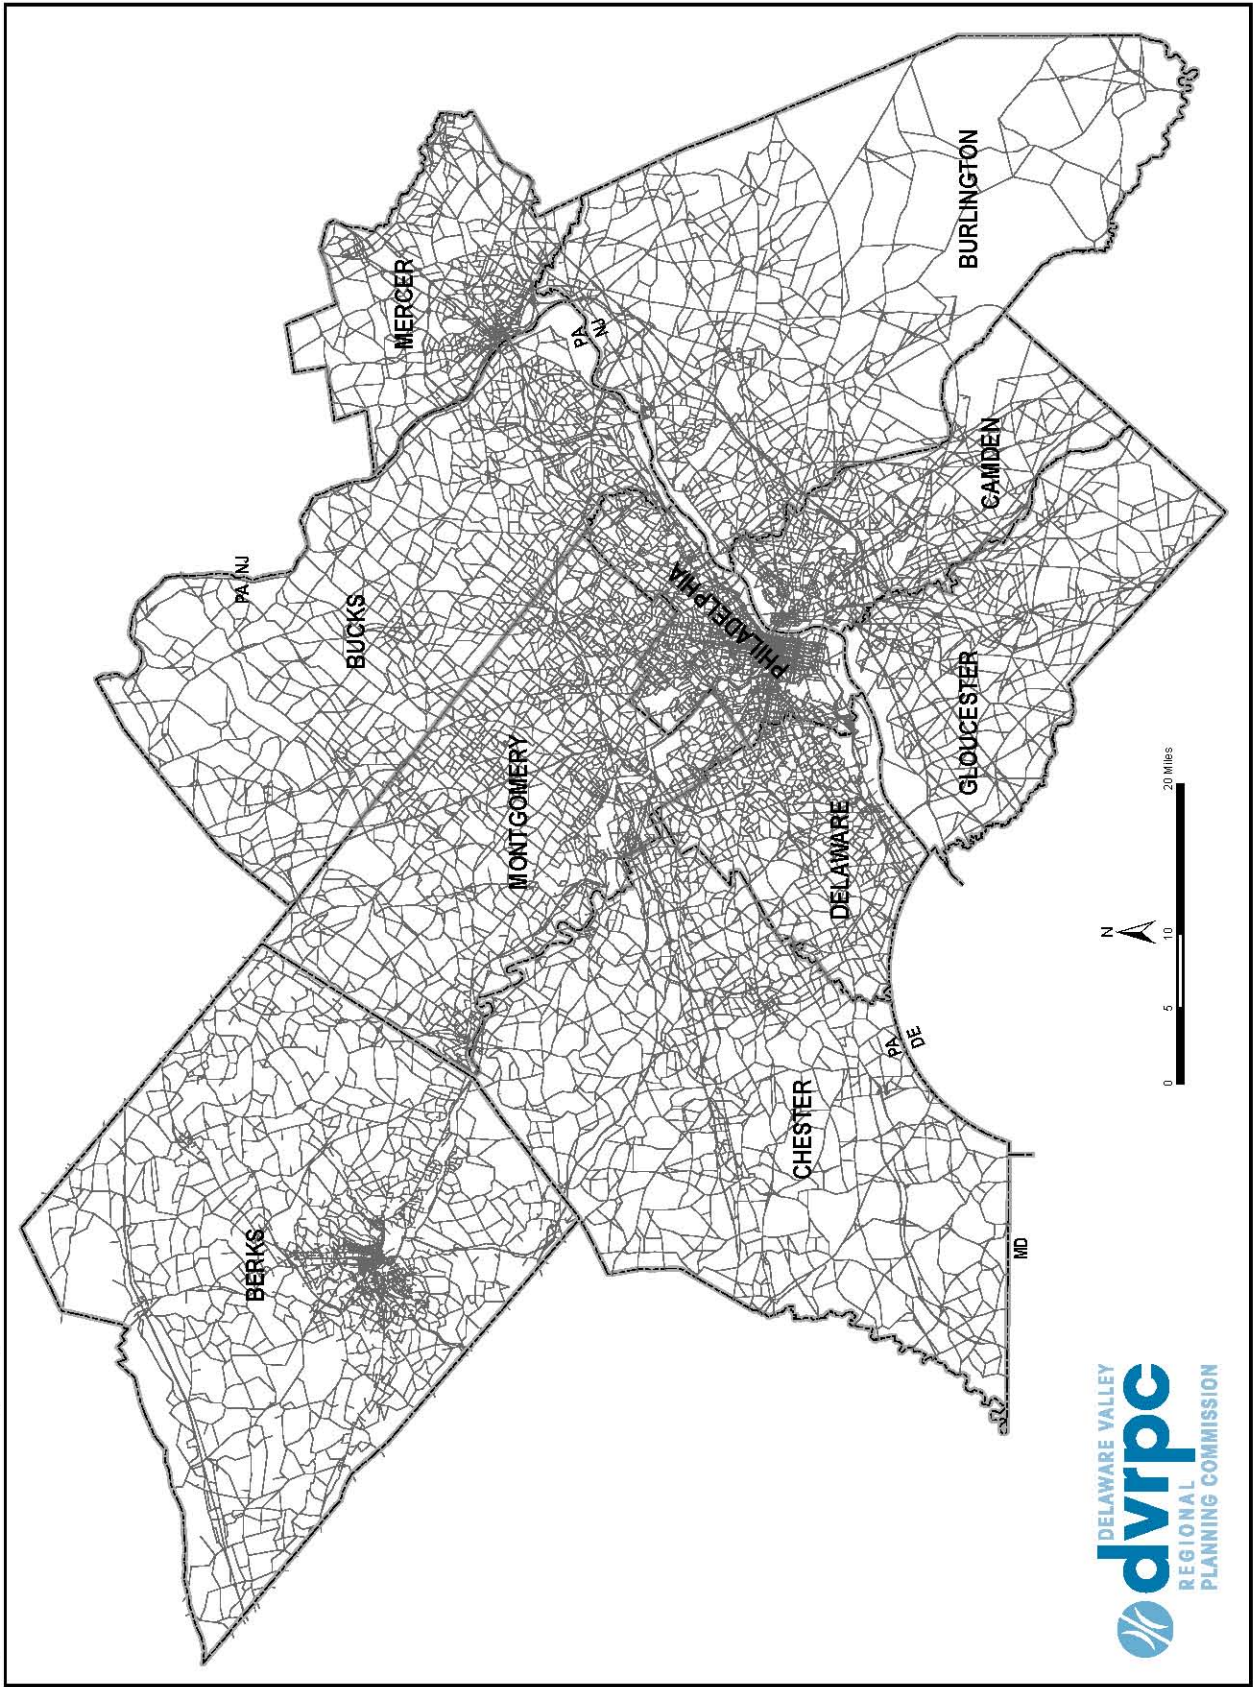 BERKS
BUCKS
PA
NJ
MERCER
MONTGOMERY
PA
NJ
PHILADELPHIA
CHESTER
DELAWARE
GLOUCESTER
CAMDEN
BURLINGTON
PA
DE
MD
N
0
5
10
20 Miles
DELAWARE VALLEY
dvrpc
REGIONAL
PLANNING COMMISSION